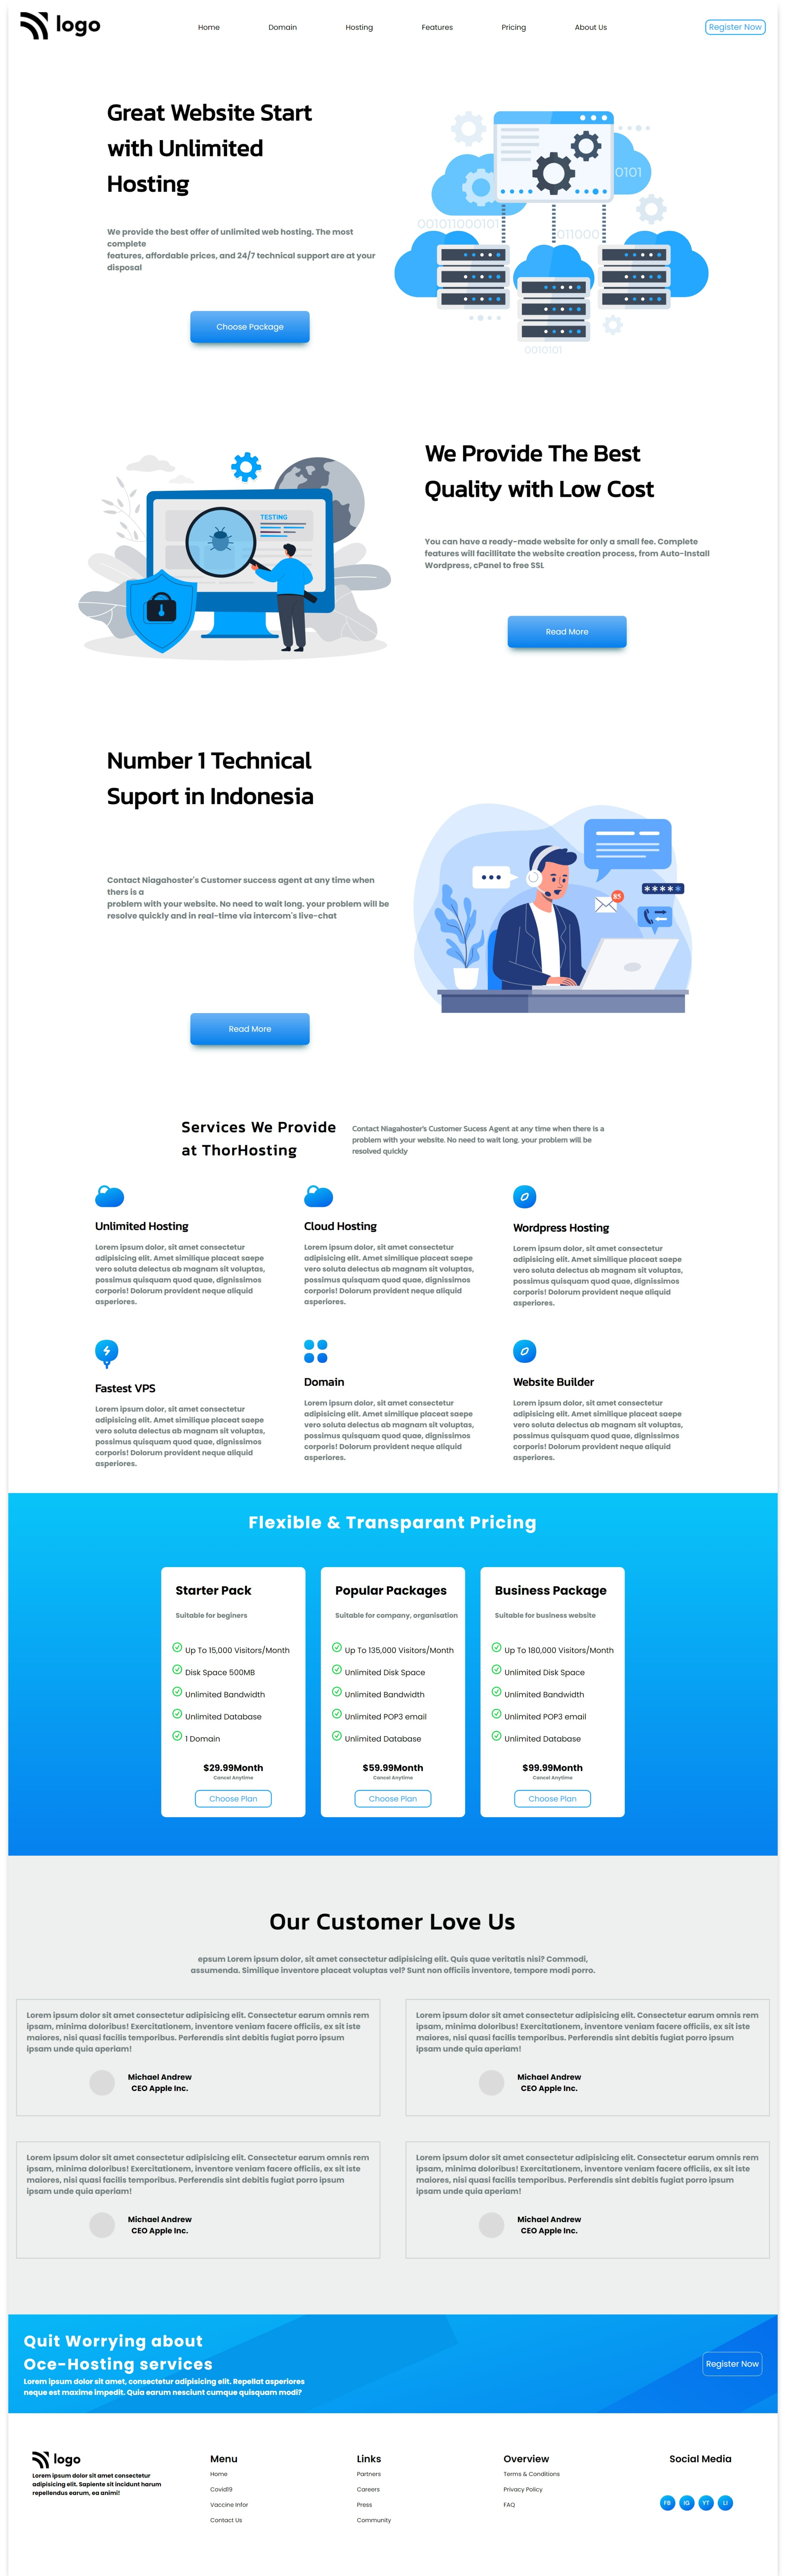 logo
Home Domain Hosting Features Pricing About Us Register Now
Great Website Start
with Unlimited
Hosting
We provide the best offer of unlimited web hosting. The most
complete
features, affordable prices, and 24/7 technical support are at your
disposal
Choose Package
0101
001011000101
011000
0010101
TESTING
We Provide The Best
Quality with Low Cost
You can have a ready-made website for only a small fee. Complete
features will facillitate the website creation process, from Auto-Install
Wordpress, cPanel to free SSL
Read More
Number 1 Technical
Suport in Indonesia
Contact Niagahoster's Customer success agent at any time when
thers is a
problem with your website. No need to wait long. your problem will be
resolve quickly and in real-time via intercom's live-chat
Read More
85
*****
Services We Provide
at ThorHosting
Contact Niagahoster's Customer Sucess Agent at any time when there is a
problem with your website. No need to wait long. your problem will be
resolved quickly
Unlimited Hosting
Lorem ipsum dolor, sit amet consectetur
adipisicing elit. Amet similique placeat saepe
vero soluta delectus ab magnam sit voluptas,
possimus quisquam quod quae, dignissimos
corporis! Dolorum provident neque aliquid
asperiores.
Cloud Hosting
Lorem ipsum dolor, sit amet consectetur
adipisicing elit. Amet similique placeat saepe
vero soluta delectus ab magnam sit voluptas,
possimus quisquam quod quae, dignissimos
corporis! Dolorum provident neque aliquid
asperiores.
Wordpress Hosting
Lorem ipsum dolor, sit amet consectetur
adipisicing elit. Amet similique placeat saepe
vero soluta delectus ab magnam sit voluptas,
possimus quisquam quod quae, dignissimos
corporis! Dolorum provident neque aliquid
asperiores.
Fastest VPS
Lorem ipsum dolor, sit amet consectetur
adipisicing elit. Amet similique placeat saepe
vero soluta delectus ab magnam sit voluptas,
possimus quisquam quod quae, dignissimos
corporis! Dolorum provident neque aliquid
asperiores.
Domain
Lorem ipsum dolor, sit amet consectetur
adipisicing elit. Amet similique placeat saepe
vero soluta delectus ab magnam sit voluptas,
possimus quisquam quod quae, dignissimos
corporis! Dolorum provident neque aliquid
asperiores.
Website Builder
Lorem ipsum dolor, sit amet consectetur
adipisicing elit. Amet similique placeat saepe
vero soluta delectus ab magnam sit voluptas,
possimus quisquam quod quae, dignissimos
corporis! Dolorum provident neque aliquid
asperiores.
Flexible & Transparant Pricing
Starter Pack
Suitable for beginers
Up To 15,000 Visitors/Month
Disk Space 500MB
Unlimited Bandwidth
Unlimited Database
1 Domain
$29.99Month
Cancel Anytime
Choose Plan
Popular Packages
Suitable for company, organisation
Up To 135,000 Visitors/Month
Unlimited Disk Space
Unlimited Bandwidth
Unlimited POP3 email
Unlimited Database
$59.99Month
Cancel Anytime
Choose Plan
Business Package
Suitable for business website
Up To 180,000 Visitors/Month
Unlimited Disk Space
Unlimited Bandwidth
Unlimited POP3 email
Unlimited Database
$99.99Month
Cancel Anytime
Choose Plan
Our Customer Love Us
epsum Lorem ipsum dolor, sit amet consectetur adipisicing elit. Quis quae veritatis nisi? Commodi,
assumenda. Similique inventore placeat voluptas vel? Sunt non officiis inventore, tempore modi porro.
Lorem ipsum dolor sit amet consectetur adipisicing elit. Consectetur earum omnis rem
ipsam, minima doloribus! Exercitationem, inventore veniam facere officiis, ex sit iste
maiores, nisi quasi facilis temporibus. Perferendis sint debitis fugiat porro ipsum
ipsam unde quia aperiam!
Michael Andrew
CEO Apple Inc.
Lorem ipsum dolor sit amet consectetur adipisicing elit. Consectetur earum omnis rem
ipsam, minima doloribus! Exercitationem, inventore veniam facere officiis, ex sit iste
maiores, nisi quasi facilis temporibus. Perferendis sint debitis fugiat porro ipsum
ipsam unde quia aperiam!
Michael Andrew
CEO Apple Inc.
Lorem ipsum dolor sit amet consectetur adipisicing elit. Consectetur earum omnis rem
ipsam, minima doloribus! Exercitationem, inventore veniam facere officiis, ex sit iste
maiores, nisi quasi facilis temporibus. Perferendis sint debitis fugiat porro ipsum
ipsam unde quia aperiam!
Michael Andrew
CEO Apple Inc.
Lorem ipsum dolor sit amet consectetur adipisicing elit. Consectetur earum omnis rem
ipsam, minima doloribus! Exercitationem, inventore veniam facere officiis, ex sit iste
maiores, nisi quasi facilis temporibus. Perferendis sint debitis fugiat porro ipsum
ipsam unde quia aperiam!
Michael Andrew
CEO Apple Inc.
Quit Worrying about
Oce-Hosting services
Lorem ipsum dolor sit amet, consectetur adipisicing elit. Repellat asperiores
neque est maxime impedit. Quia earum nesciunt cumque quisquam modi?
Register Now
logo
Lorem ipsum dolor sit amet consectetur
adipisicing elit. Sapiente sit incidunt harum
repellendus earum, ea animi!
Menu
Home
Covid19
Vaccine Infor
Contact Us
Links
Partners
Careers
Press
Community
Overview
Terms & Conditions
Privacy Policy
FAQ
Social Media
FB IG YT LI